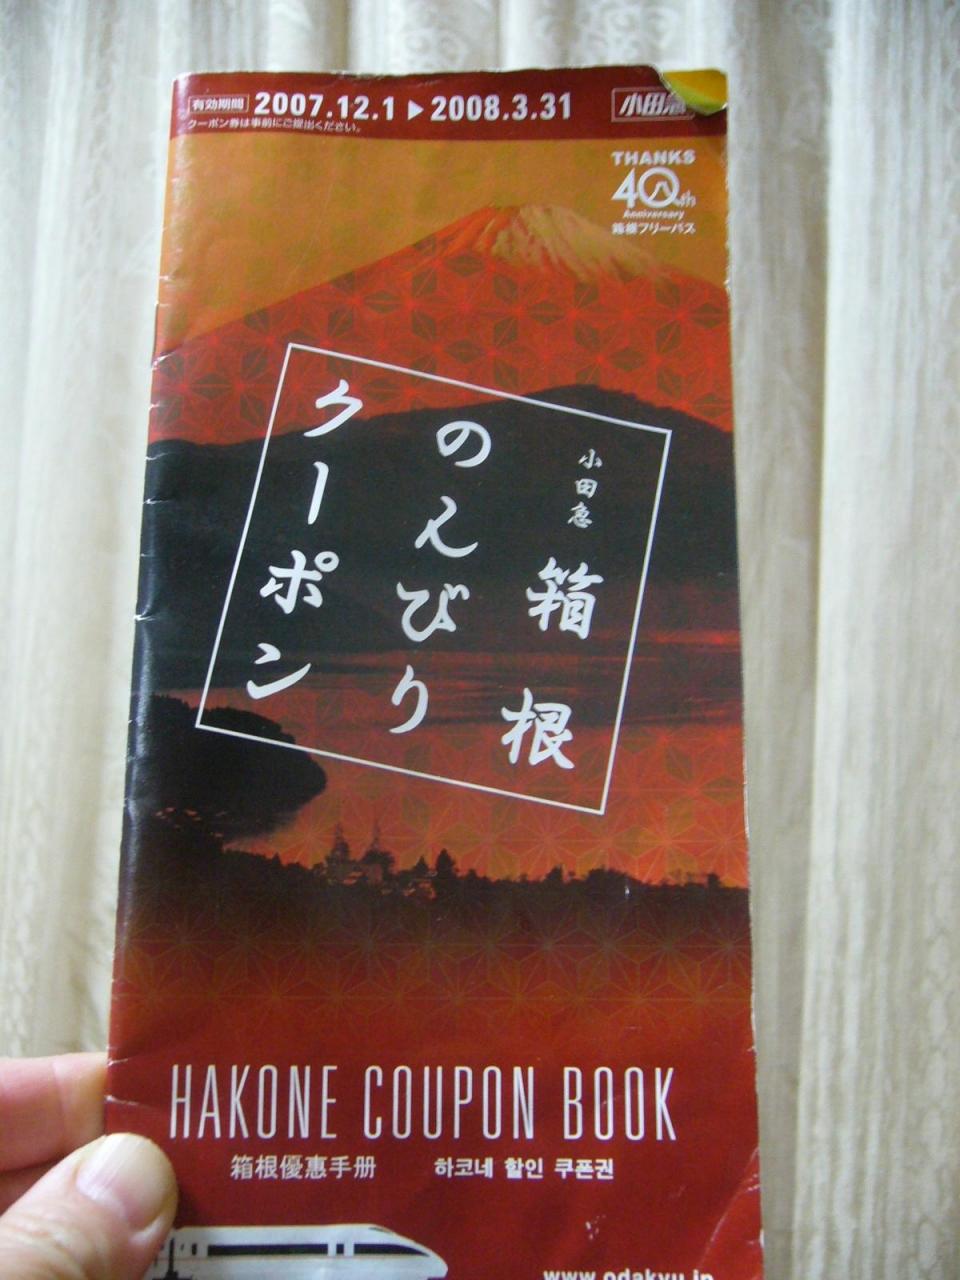 有効期間 2007.12.1 ▶ 2008.3.31
クーポン券は事前にご提出ください。
小田急
THANKS
40th
Anniversary
箱根フリーパス
小田急 箱根
のんびり
クーポン
HAKONE COUPON BOOK
箱根優惠手册 하코네 할인 쿠폰권
www.odakyu.jp